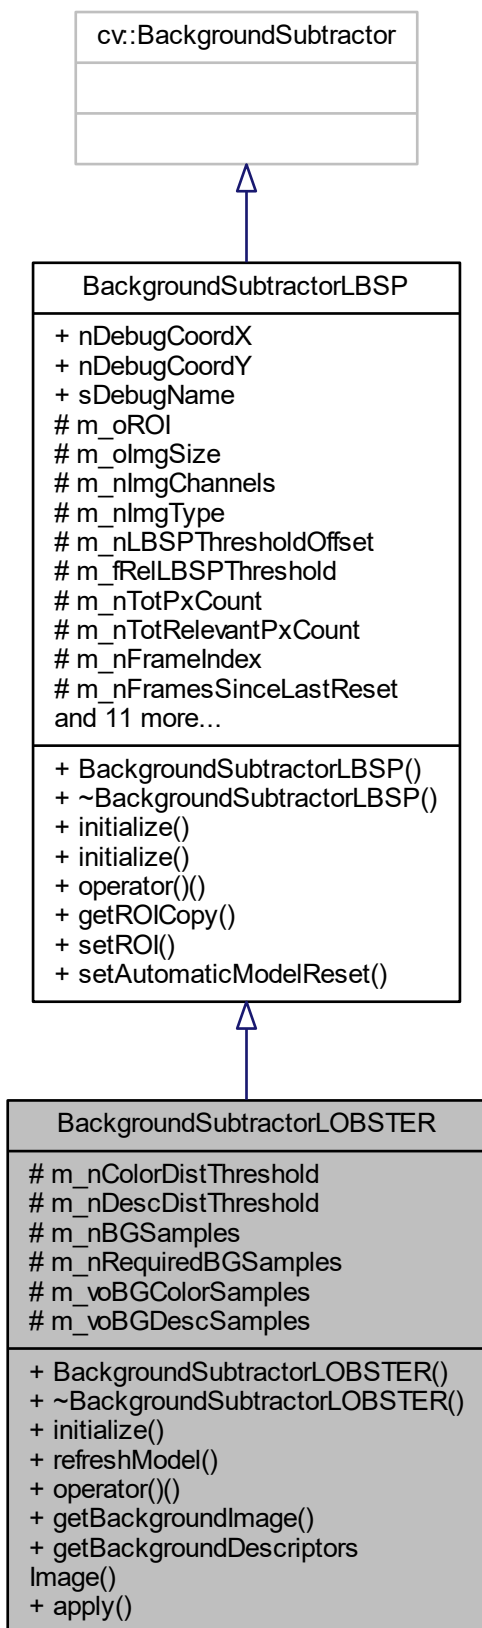 cv::BackgroundSubtractor
BackgroundSubtractorLBSP
+ nDebugCoordX
+ nDebugCoordY
+ sDebugName
# m_oROI
# m_oImgSize
# m_nImgChannels
# m_nImgType
# m_nLBSPThresholdOffset
# m_fRelLBSPThreshold
# m_nTotPxCount
# m_nTotRelevantPxCount
# m_nFrameIndex
# m_nFramesSinceLastReset
and 11 more...
+ BackgroundSubtractorLBSP()
+ ~BackgroundSubtractorLBSP()
+ initialize()
+ initialize()
+ operator()()
+ getROICopy()
+ setROI()
+ setAutomaticModelReset()
BackgroundSubtractorLOBSTER
# m_nColorDistThreshold
# m_nDescDistThreshold
# m_nBGSamples
# m_nRequiredBGSamples
# m_voBGColorSamples
# m_voBGDescSamples
+ BackgroundSubtractorLOBSTER()
+ ~BackgroundSubtractorLOBSTER()
+ initialize()
+ refreshModel()
+ operator()()
+ getBackgroundImage()
+ getBackgroundDescriptors
Image()
+ apply()